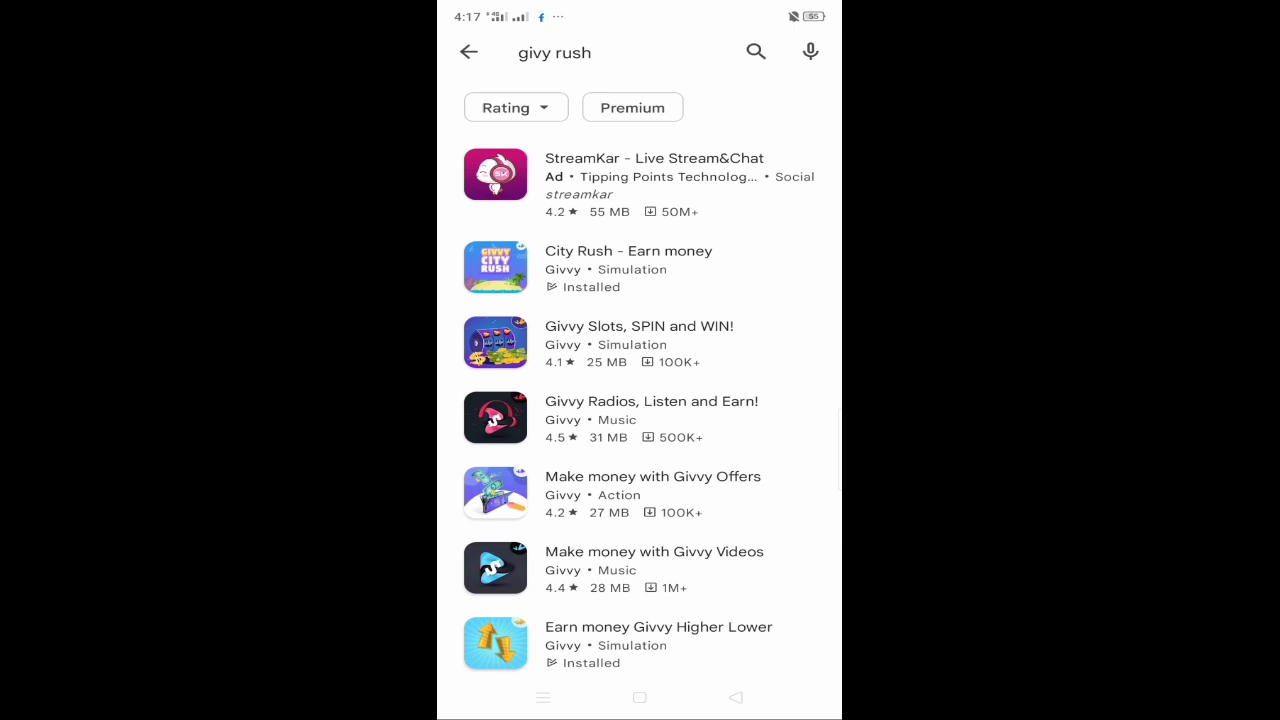 4:17 4G ...
55
givy rush
Rating
Premium
StreamKar - Live Stream&Chat
Ad • Tipping Points Technolog... • Social
streamkar
4.2★ 55 MB 50M+
GIVVY
CITY
RUSH
City Rush - Earn money
Givvy • Simulation
Installed
Givvy Slots, SPIN and WIN!
Givvy • Simulation
4.1★ 25 MB 100K+
Givvy Radios, Listen and Earn!
Givvy • Music
4.5★ 31 MB 500K+
Make money with Givvy Offers
Givvy • Action
4.2★ 27 MB 100K+
Make money with Givvy Videos
Givvy • Music
4.4★ 28 MB 1M+
Earn money Givvy Higher Lower
Givvy • Simulation
Installed